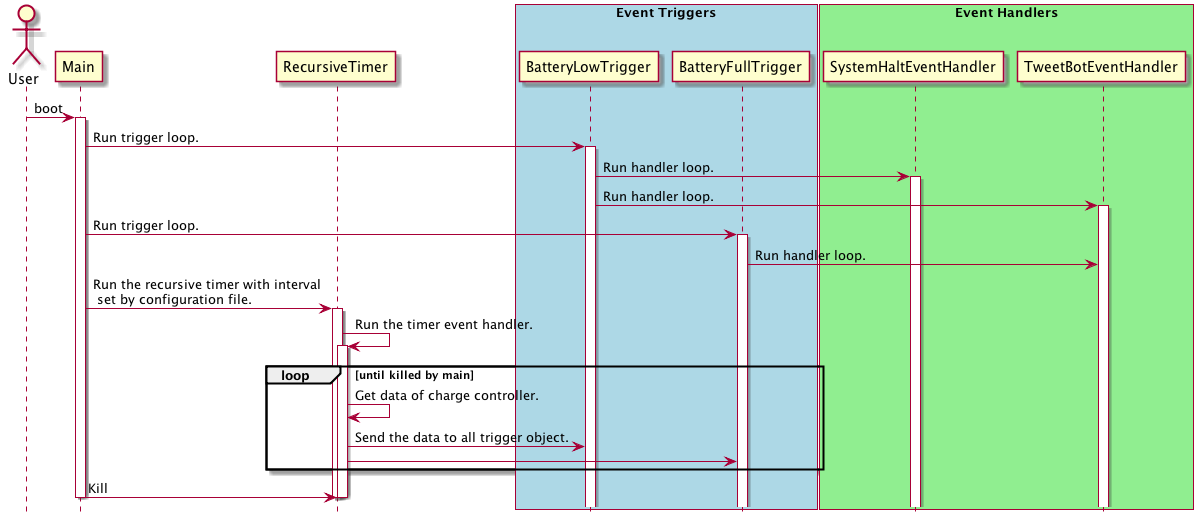 Event Triggers
Event Handlers
User
Main
RecursiveTimer
BatteryLowTrigger
BatteryFullTrigger
SystemHaltEventHandler
TweetBotEventHandler
boot
Run trigger loop.
Run handler loop.
Run handler loop.
Run trigger loop.
Run handler loop.
Run the recursive timer with interval
set by configuration file.
Run the timer event handler.
loop
[until killed by main]
Get data of charge controller.
Send the data to all trigger object.
Kill